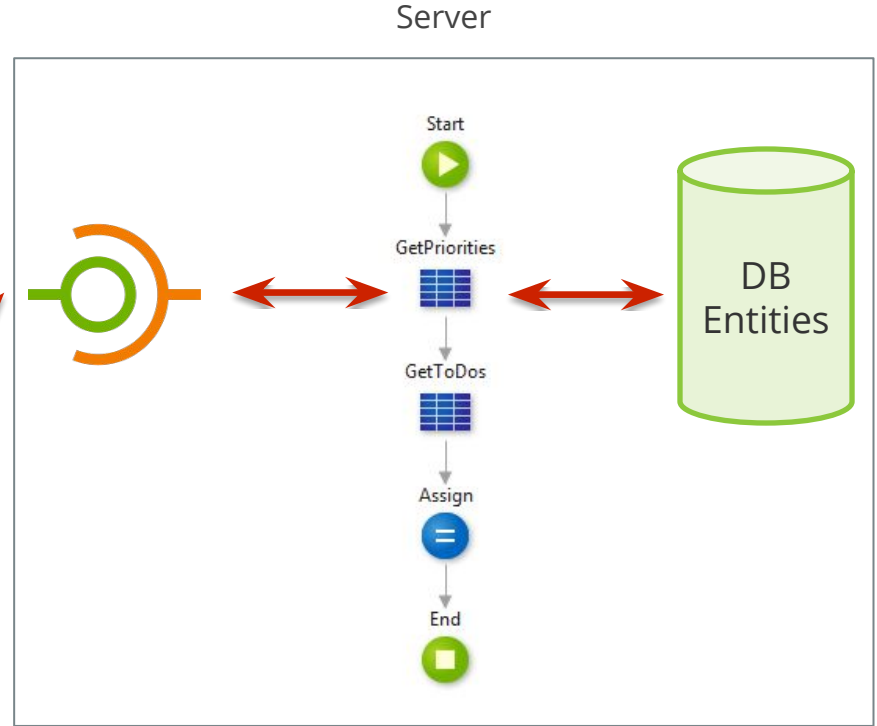 Server
Start
GetPriorities
DB
Entities
GetToDos
Assign
End